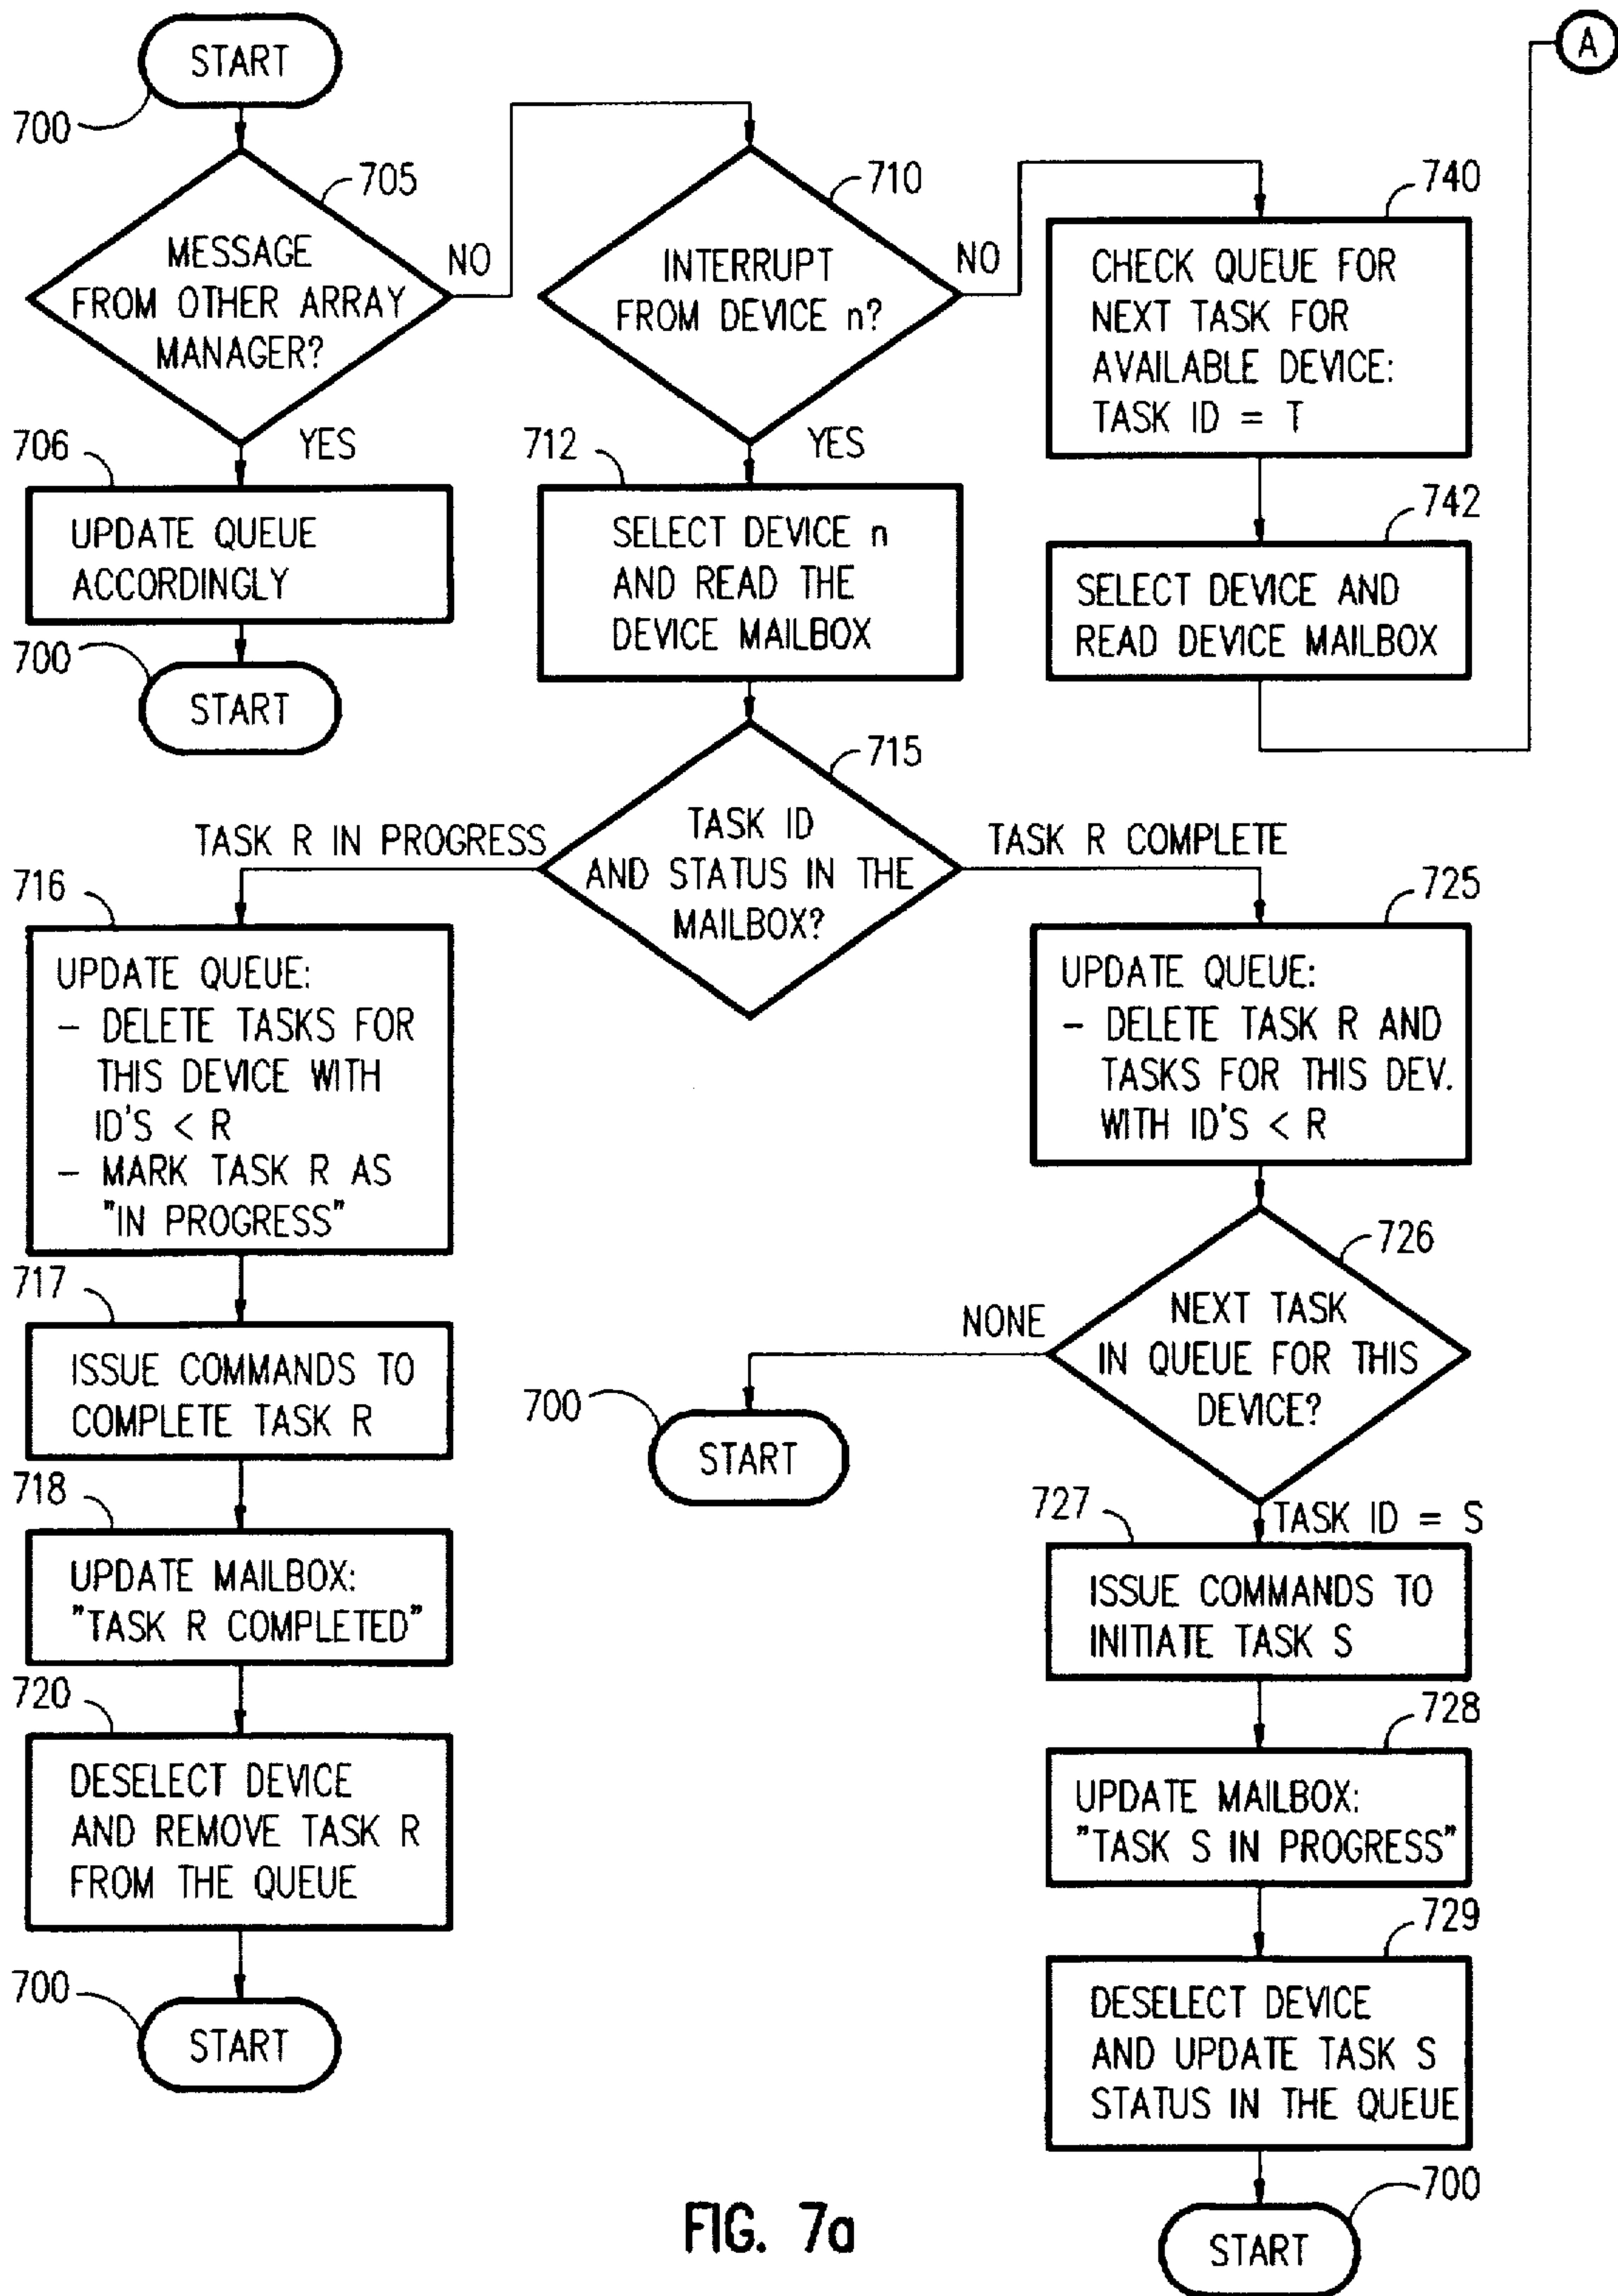 START
A
700
705
MESSAGE
FROM OTHER ARRAY
MANAGER?
NO
YES
706
UPDATE QUEUE
ACCORDINGLY
700
START
710
INTERRUPT
FROM DEVICE n?
NO
YES
712
SELECT DEVICE n
AND READ THE
DEVICE MAILBOX
740
CHECK QUEUE FOR
NEXT TASK FOR
AVAILABLE DEVICE:
TASK ID = T
742
SELECT DEVICE AND
READ DEVICE MAILBOX
715
TASK ID
AND STATUS IN THE
MAILBOX?
TASK R IN PROGRESS
TASK R COMPLETE
716
UPDATE QUEUE:
– DELETE TASKS FOR
THIS DEVICE WITH
ID'S < R
– MARK TASK R AS
"IN PROGRESS"
717
ISSUE COMMANDS TO
COMPLETE TASK R
718
UPDATE MAILBOX:
"TASK R COMPLETED"
720
DESELECT DEVICE
AND REMOVE TASK R
FROM THE QUEUE
700
START
725
UPDATE QUEUE:
– DELETE TASK R AND
TASKS FOR THIS DEV.
WITH ID'S < R
726
NEXT TASK
IN QUEUE FOR THIS
DEVICE?
NONE
700
START
TASK ID = S
727
ISSUE COMMANDS TO
INITIATE TASK S
728
UPDATE MAILBOX:
"TASK S IN PROGRESS"
729
DESELECT DEVICE
AND UPDATE TASK S
STATUS IN THE QUEUE
700
START
FIG. 7a